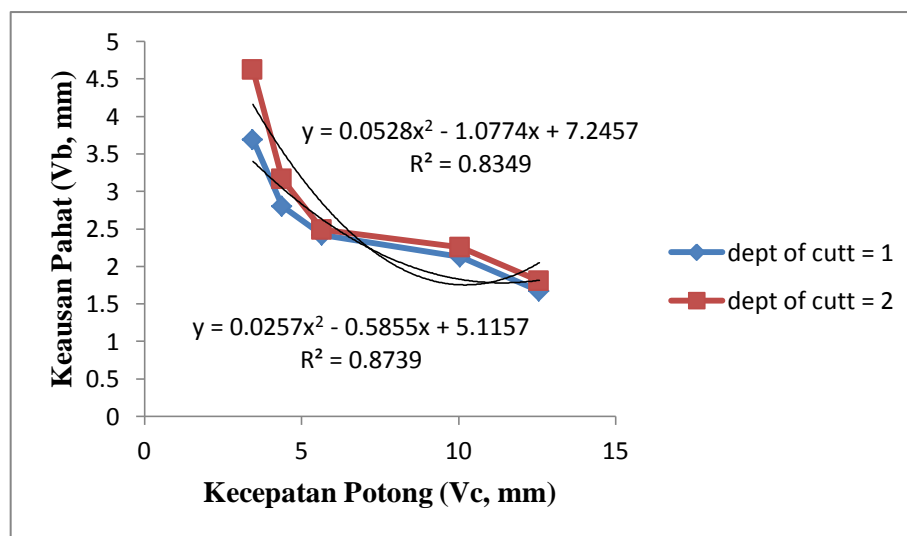 Keausan Pahat (Vb, mm)
5
4.5
4
3.5
3
2.5
2
1.5
1
0.5
0
y = 0.0528x² - 1.0774x + 7.2457
R² = 0.8349
y = 0.0257x² - 0.5855x + 5.1157
R² = 0.8739
0 5 10 15
Kecepatan Potong (Vc, mm)
dept of cutt = 1
dept of cutt = 2